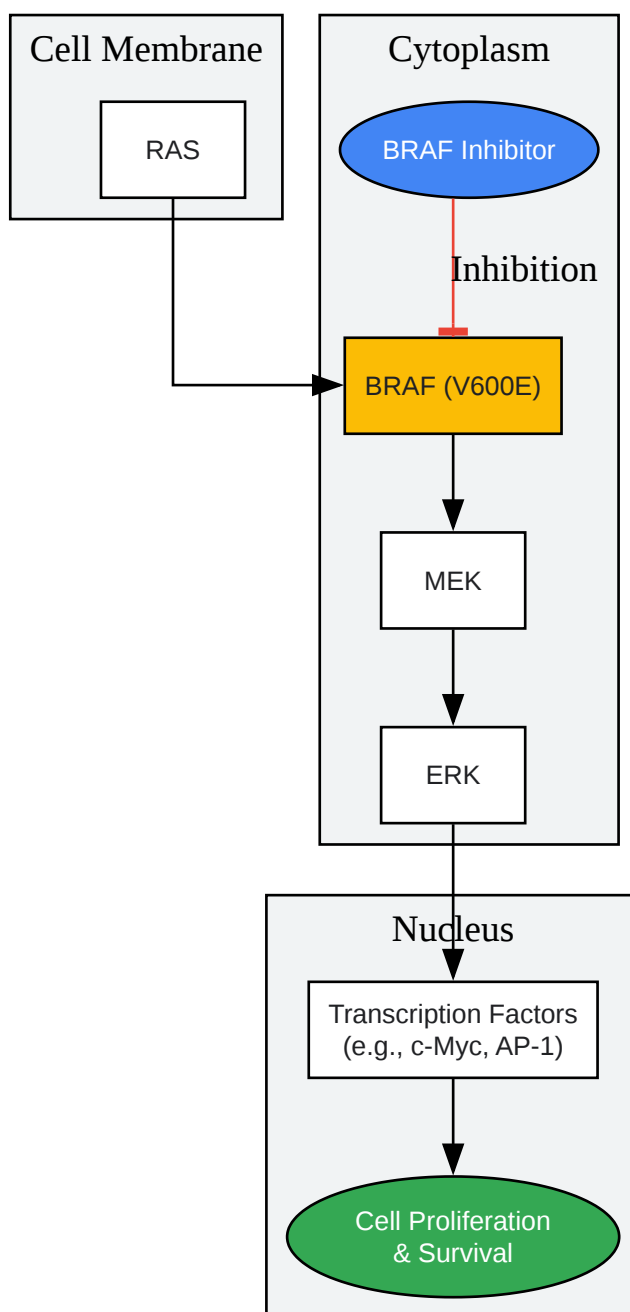 Cell Membrane
Cytoplasm
RAS
BRAF Inhibitor
Inhibition
BRAF (V600E)
MEK
ERK
Nucleus
Transcription Factors
(e.g., c-Myc, AP-1)
Cell Proliferation
& Survival